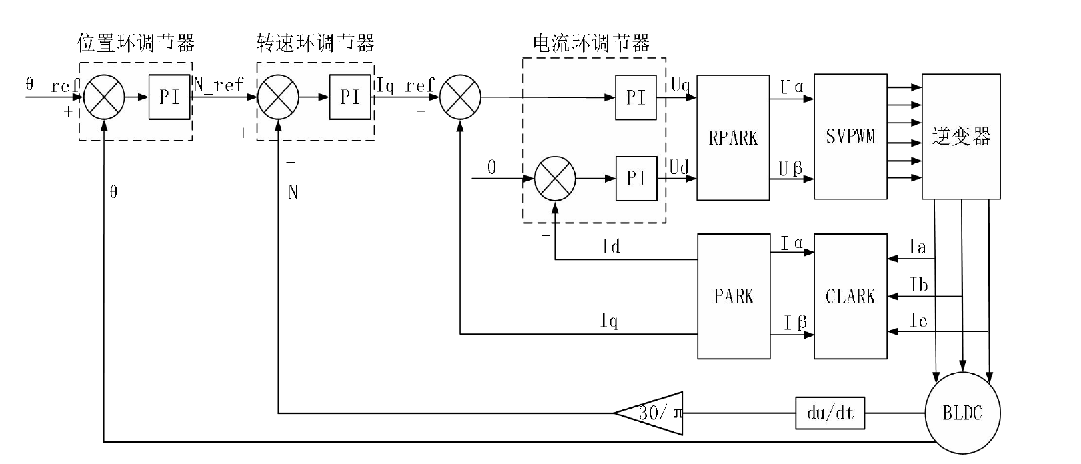 位置环调节器
转速环调节器
电流环调节器
θ_ref
+
PI
N_ref
+
-
PI
Iq_ref
-
PI
Uq
RPARK
Uα
SVPWM
逆变器
0
PI
Ud
Uβ
θ
N
-
Id
Iq
PARK
Iα
Iβ
CLARK
Ia
Ib
Ic
30/π
du/dt
BLDC